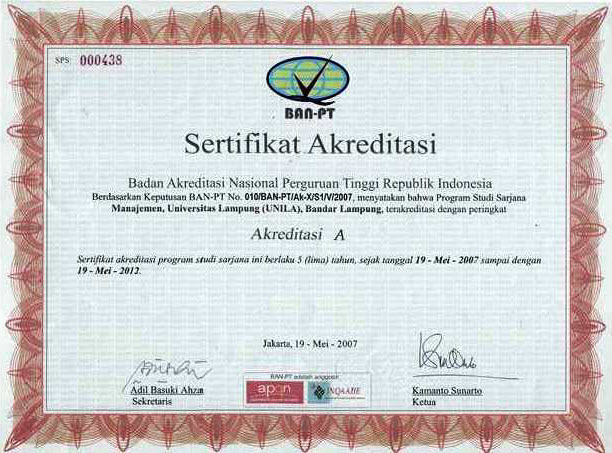 SPS 000438
BAN-PT
Sertifikat Akreditasi
Badan Akreditasi Nasional Perguruan Tinggi Republik Indonesia
Berdasarkan Keputusan BAN-PT No. 010/BAN-PT/Ak-X/S1/V/2007, menyatakan bahwa Program Studi Sarjana
Manajemen, Universitas Lampung (UNILA), Bandar Lampung, terakreditasi dengan peringkat
Akreditasi A
Sertifikat akreditasi program studi sarjana ini berlaku 5 (lima) tahun, sejak tanggal 19 - Mei - 2007 sampai dengan
19 - Mei - 2012.
Jakarta, 19 - Mei - 2007
Adil Basuki Ahza
Sekretaris
BAN-PT adalah anggota
apqn
INQAAHE
Kamanto Sunarto
Ketua